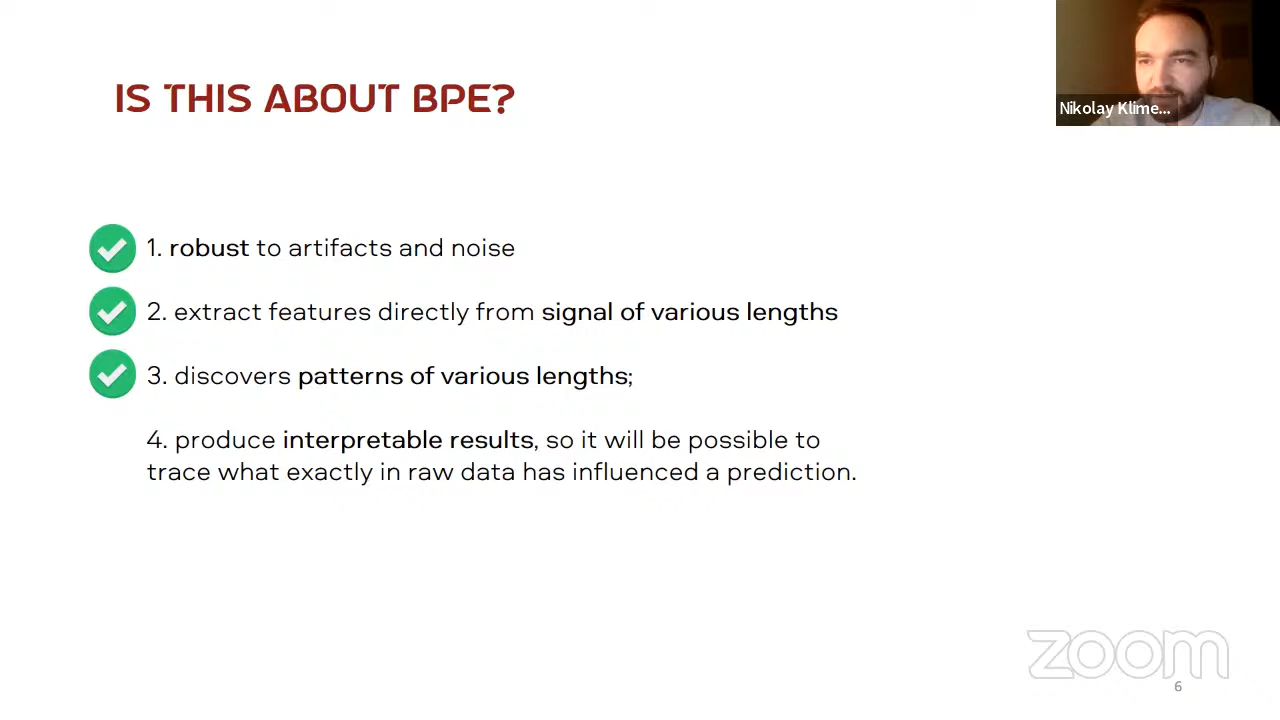 IS THIS ABOUT BPE?
Nikolay Klime...
1. robust to artifacts and noise
2. extract features directly from signal of various lengths
3. discovers patterns of various lengths;
4. produce interpretable results, so it will be possible to
trace what exactly in raw data has influenced a prediction.
zoom
6